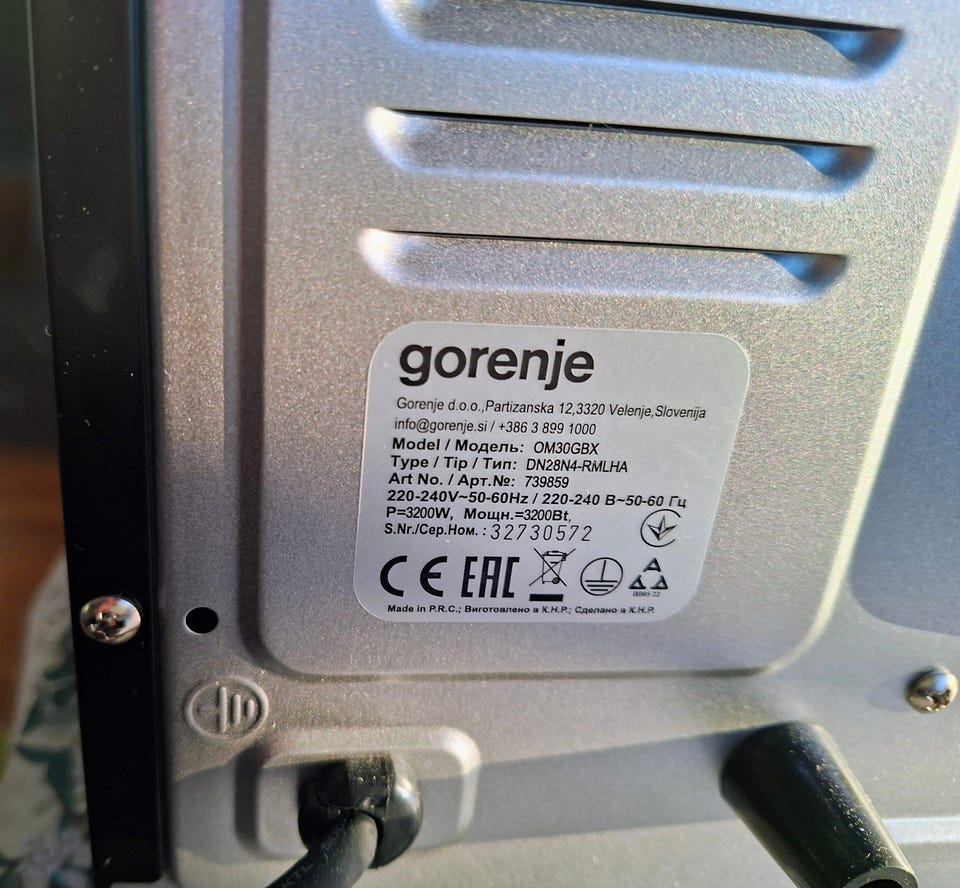 gorenje
Gorenje d.o.o.,Partizanska 12,3320 Velenje,Slovenija
info@gorenje.si / +386 3 899 1000
Model / Модель: OM30GBX
Type / Tip / Тип: DN28N4-RMLHA
Art No. / Арт.№: 739859
220-240V~50-60Hz / 220-240 В~50-60 Гц
P=3200W, Мощн.=3200Bt,
S.Nr./Сер.Ном. : 32730572
CE EAC
Made in P.R.C.; Виготовлено в К.Н.Р.; Сделано в К.Н.Р.